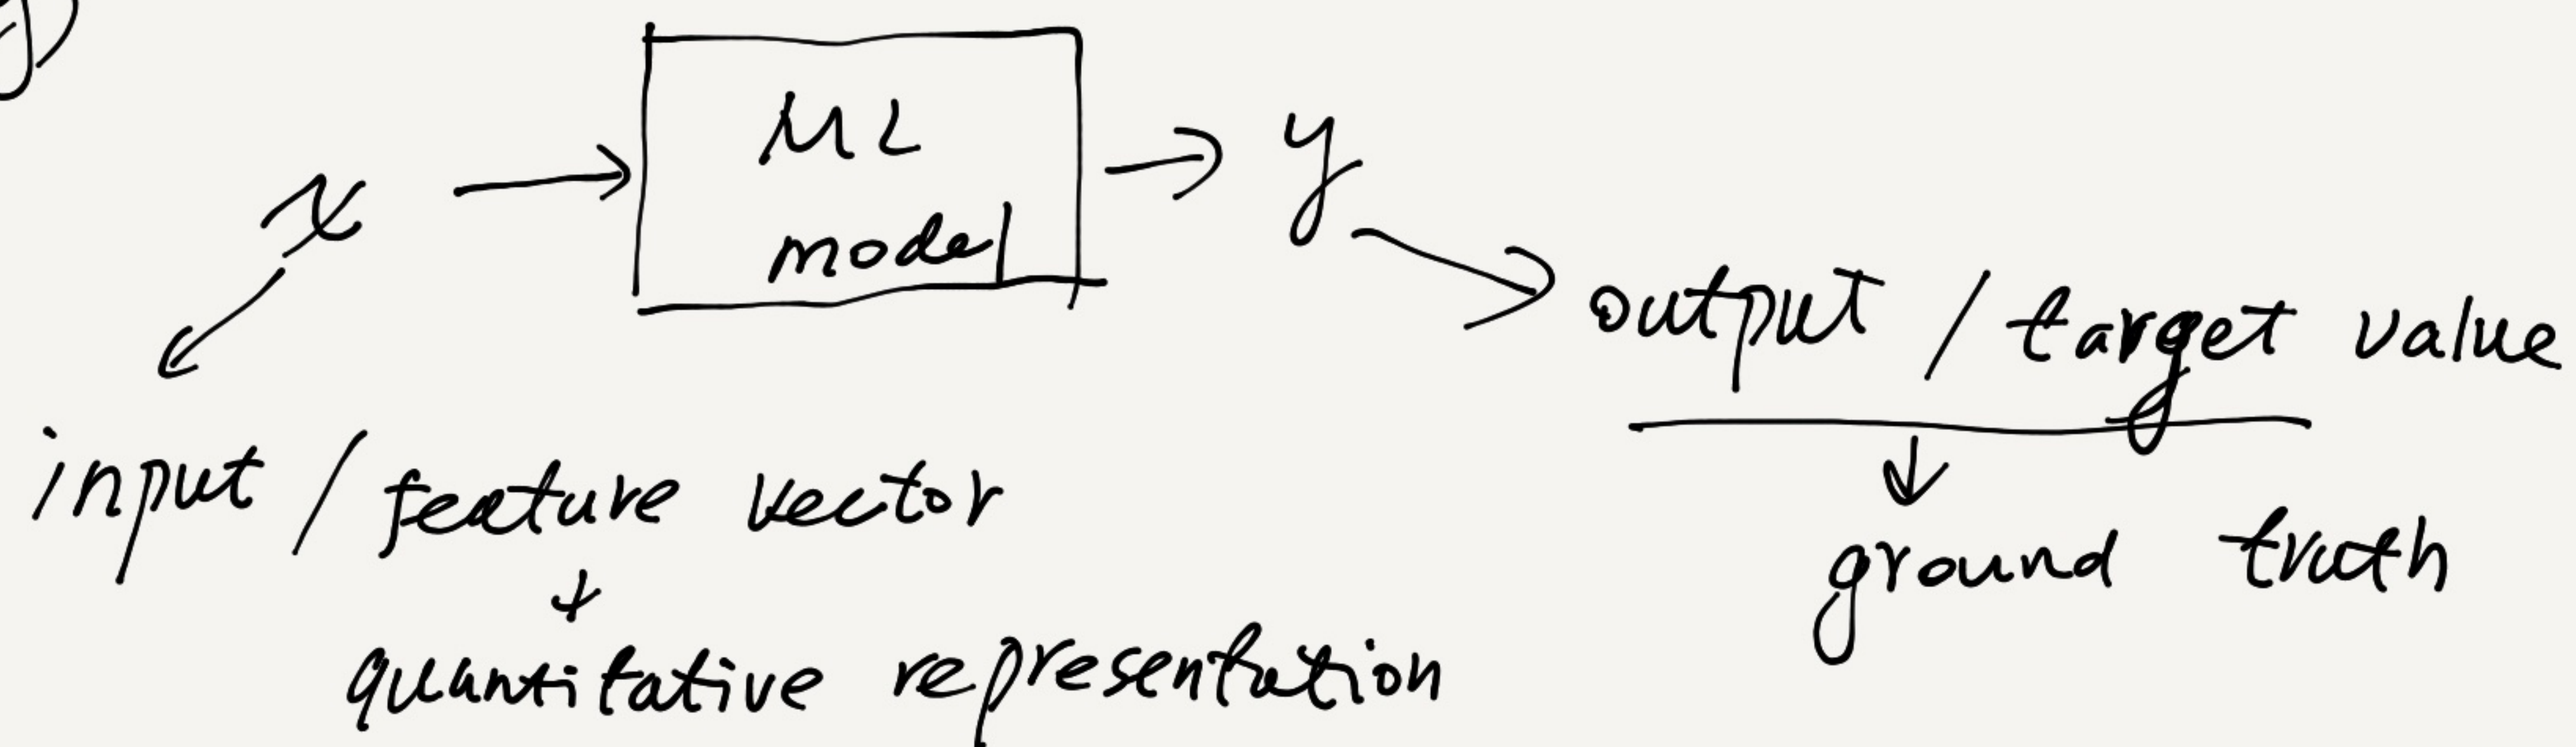 x → ML model → y
output / target value
input / feature vector
ground truth
quantitative representation